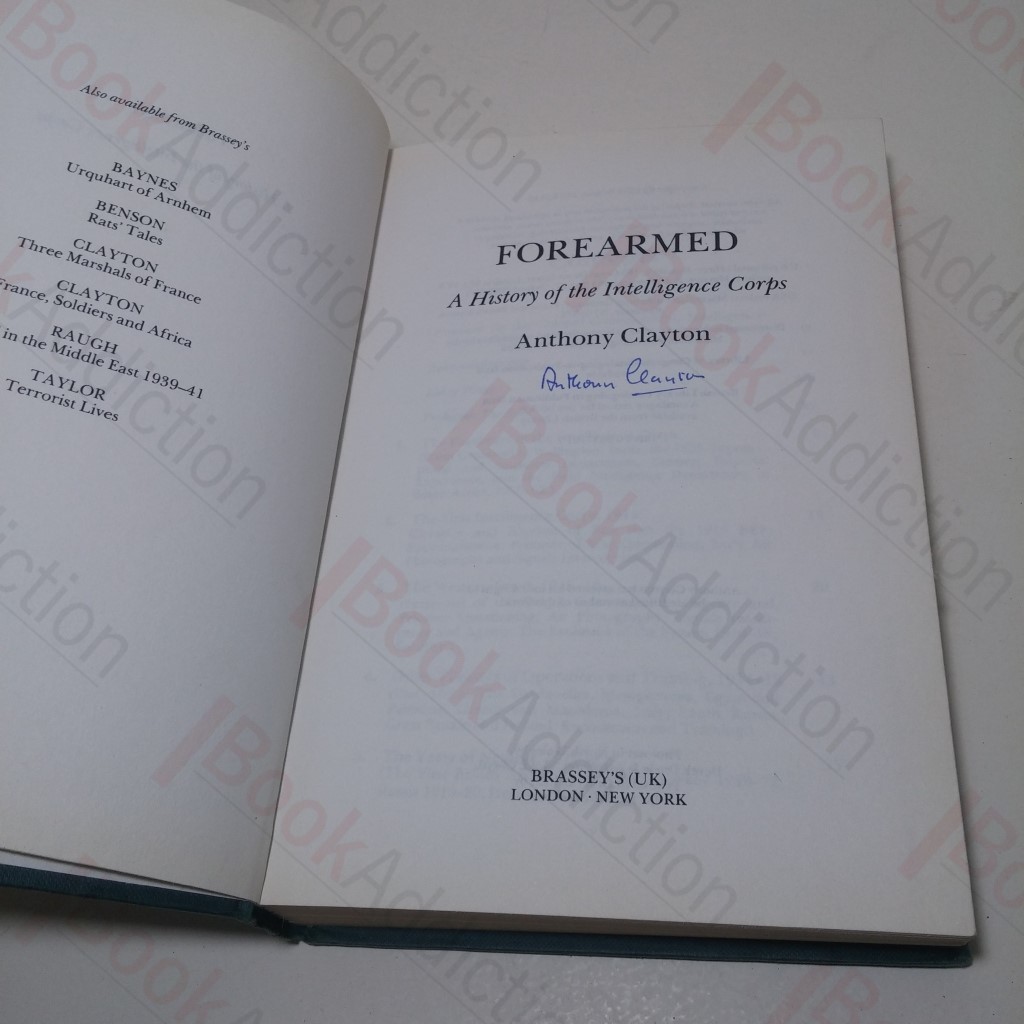 Also available from Brassey's
BAYNES
Urquhart of Arnhem
BENSON
Rats' Tales
CLAYTON
Three Marshals of France
CLAYTON
France, Soldiers and Africa
RAUGH
in the Middle East 1939–41
TAYLOR
Terrorist Lives
FOREARMED
A History of the Intelligence Corps
Anthony Clayton
Anthony Clayton
BRASSEY'S (UK)
LONDON · NEW YORK
BookAddiction